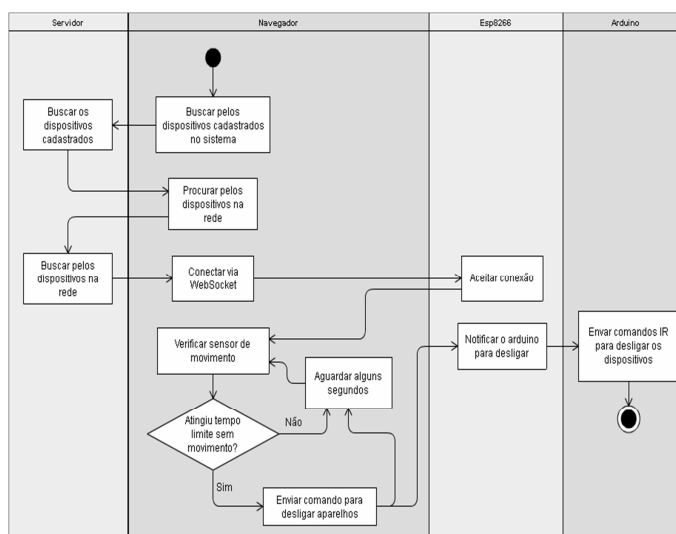 Servidor
Navegador
Esp8266
Arduino
Buscar pelos
dispositivos cadastrados
no sistema
Buscar os
dispositivos
cadastrados
Procurar pelos
dispositivos na
rede
Buscar pelos
dispositivos na
rede
Conectar via
WebSocket
Aceitar conexão
Verificar sensor de
movimento
Aguardar alguns
segundos
Notificar o arduino
para desligar
Envar comandos IR
para desligar os
dispositivos
Atingiu tempo
limite sem
movimento?
Não
Sim
Enviar comando para
desligar aparelhos